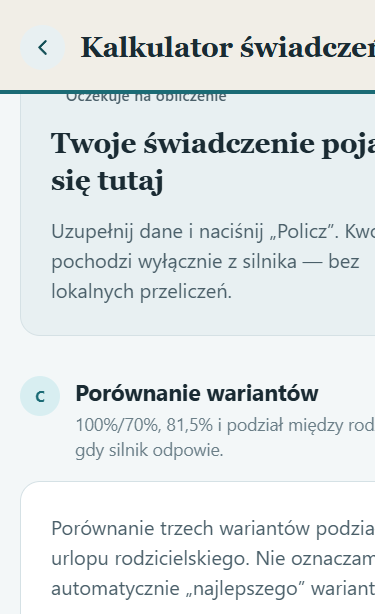 Kalkulator świadczeń
Oczekuje na obliczenie
Twoje świadczenie poja
się tutaj
Uzupełnij dane i naciśnij „Policz”. Kwo
pochodzi wyłącznie z silnika — bez
lokalnych przeliczeń.
C
Porównanie wariantów
100%/70%, 81,5% i podział między rod
gdy silnik odpowie.
Porównanie trzech wariantów podzia
urlopu rodzicielskiego. Nie oznaczam
automatycznie „najlepszego” wariant